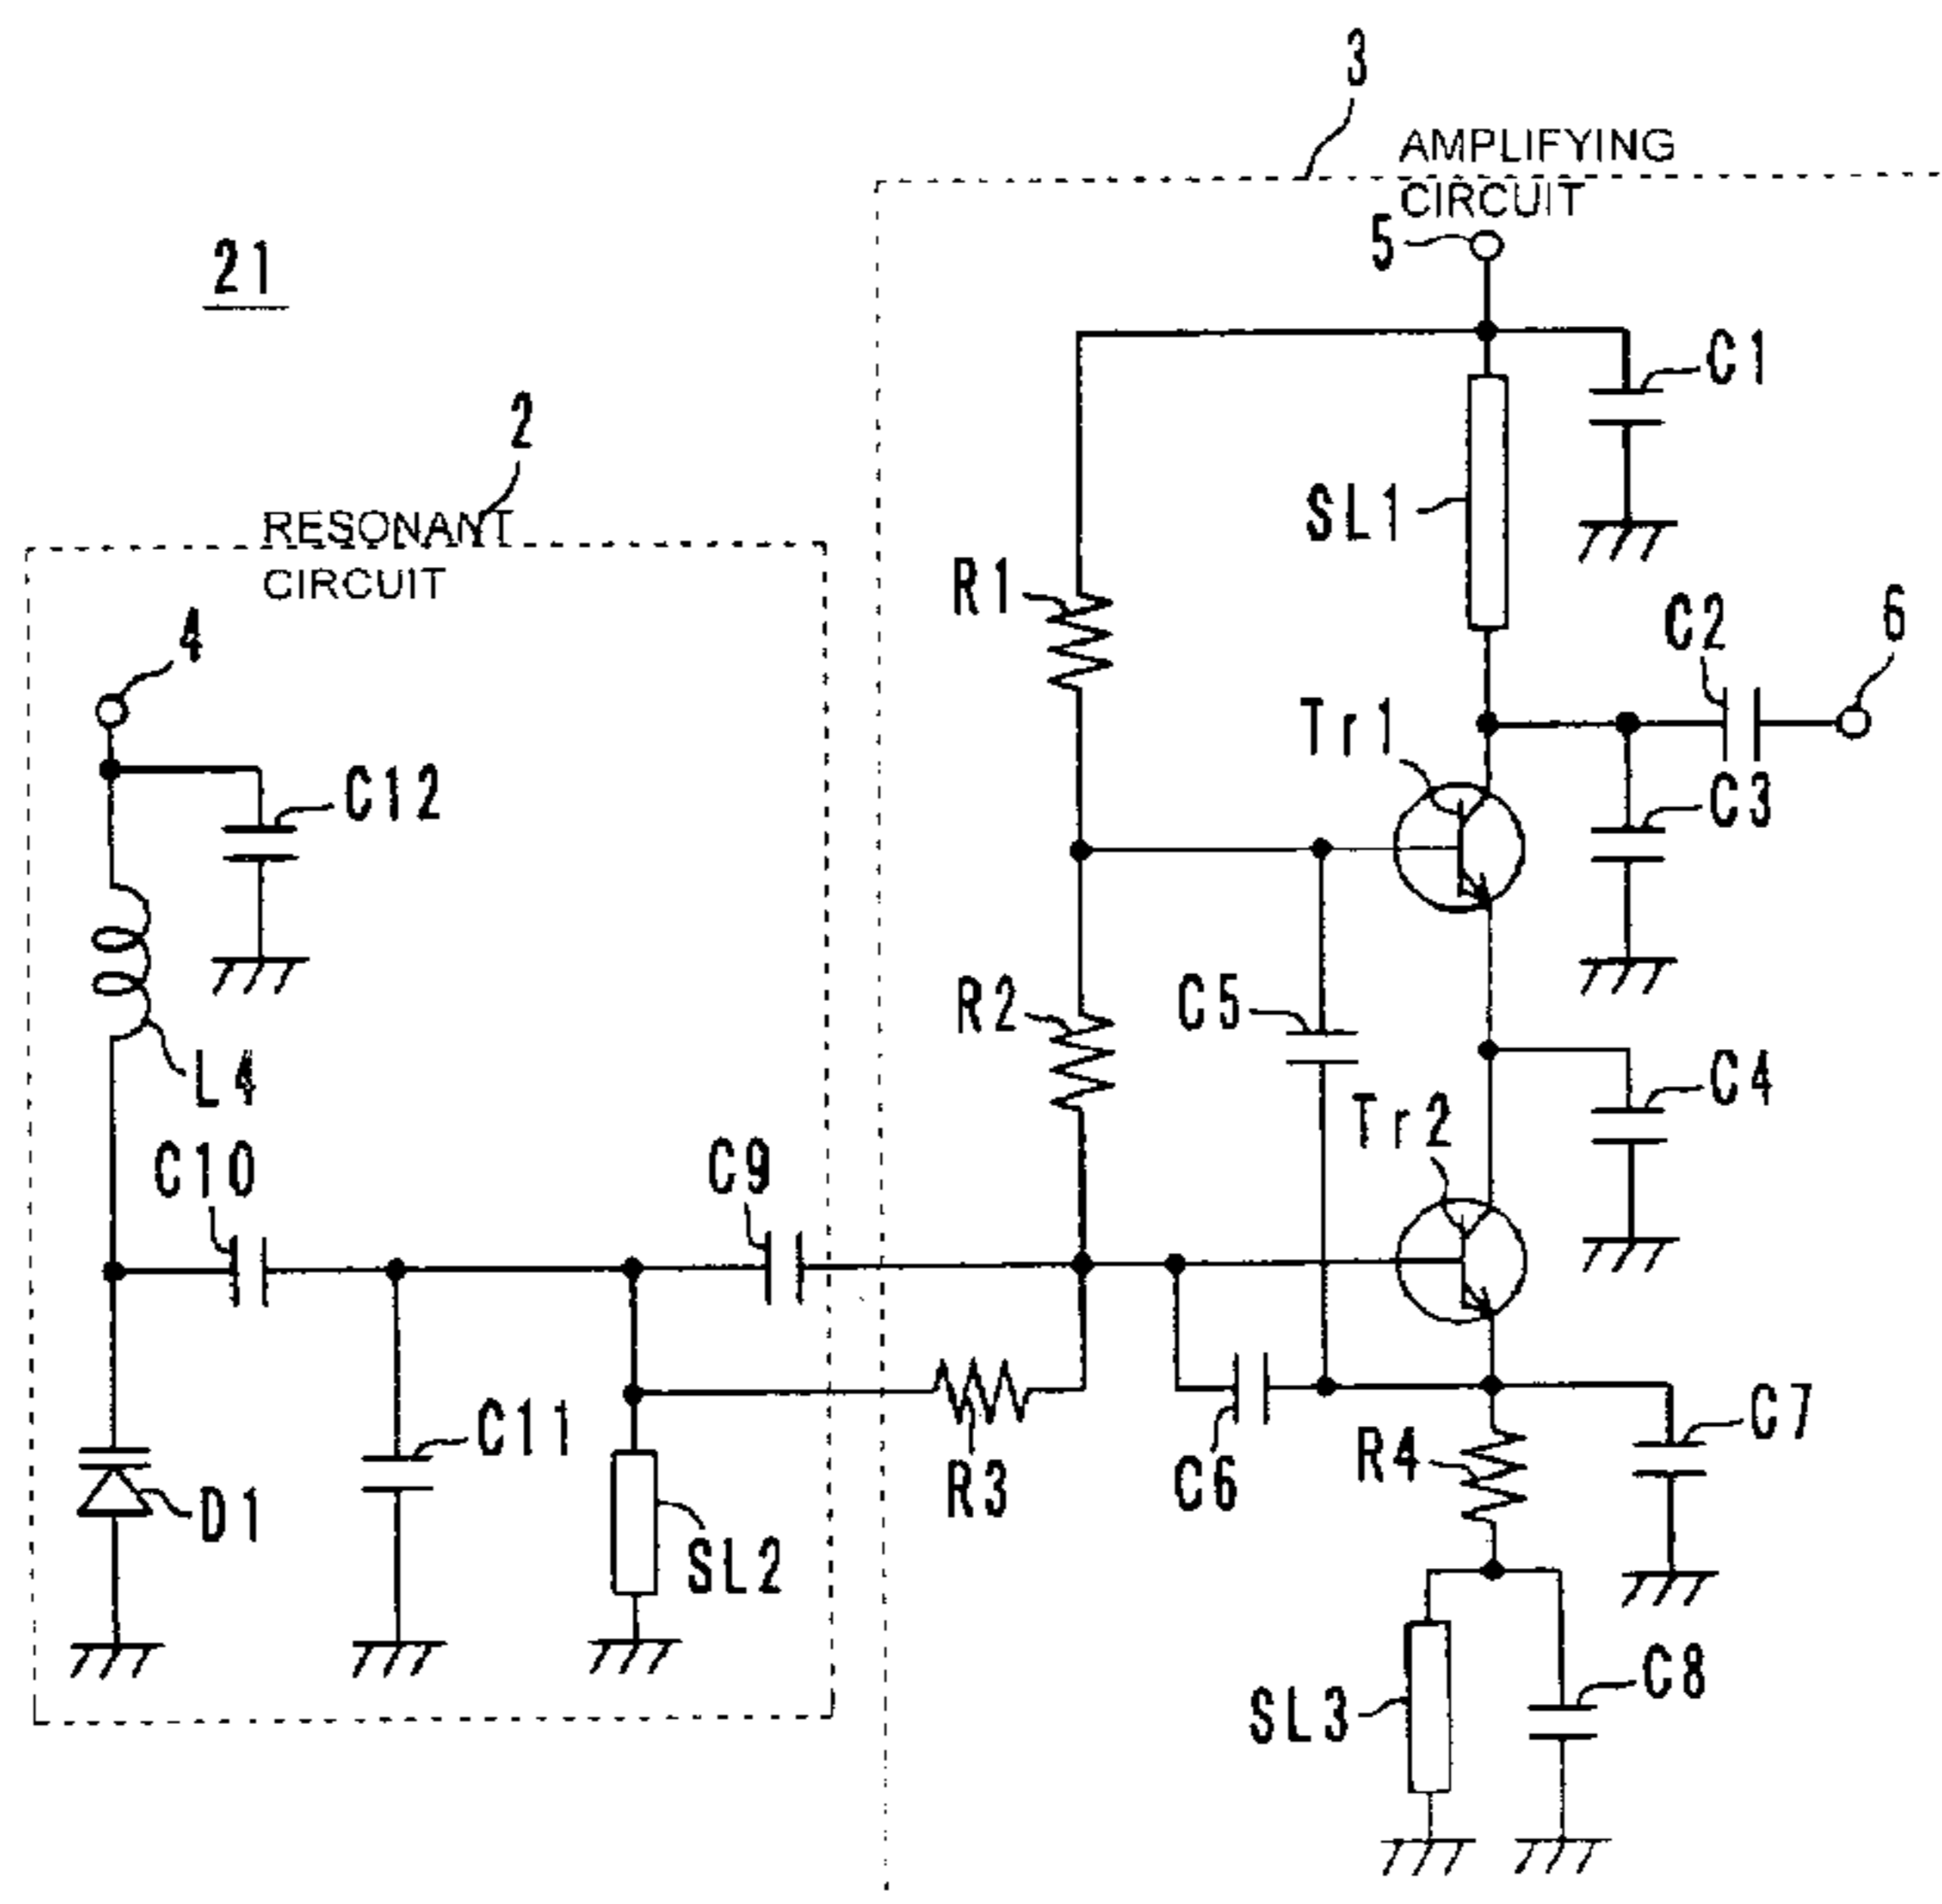 3
AMPLIFYING
CIRCUIT
5
21
C1
2
SL1
RESONANT
CIRCUIT
R1
C2
6
4
Tr1
C12
C3
R2
C5
L4
C4
Tr2
C10
C9
C11
C7
R4
D1
R3
C6
SL2
SL3
C8